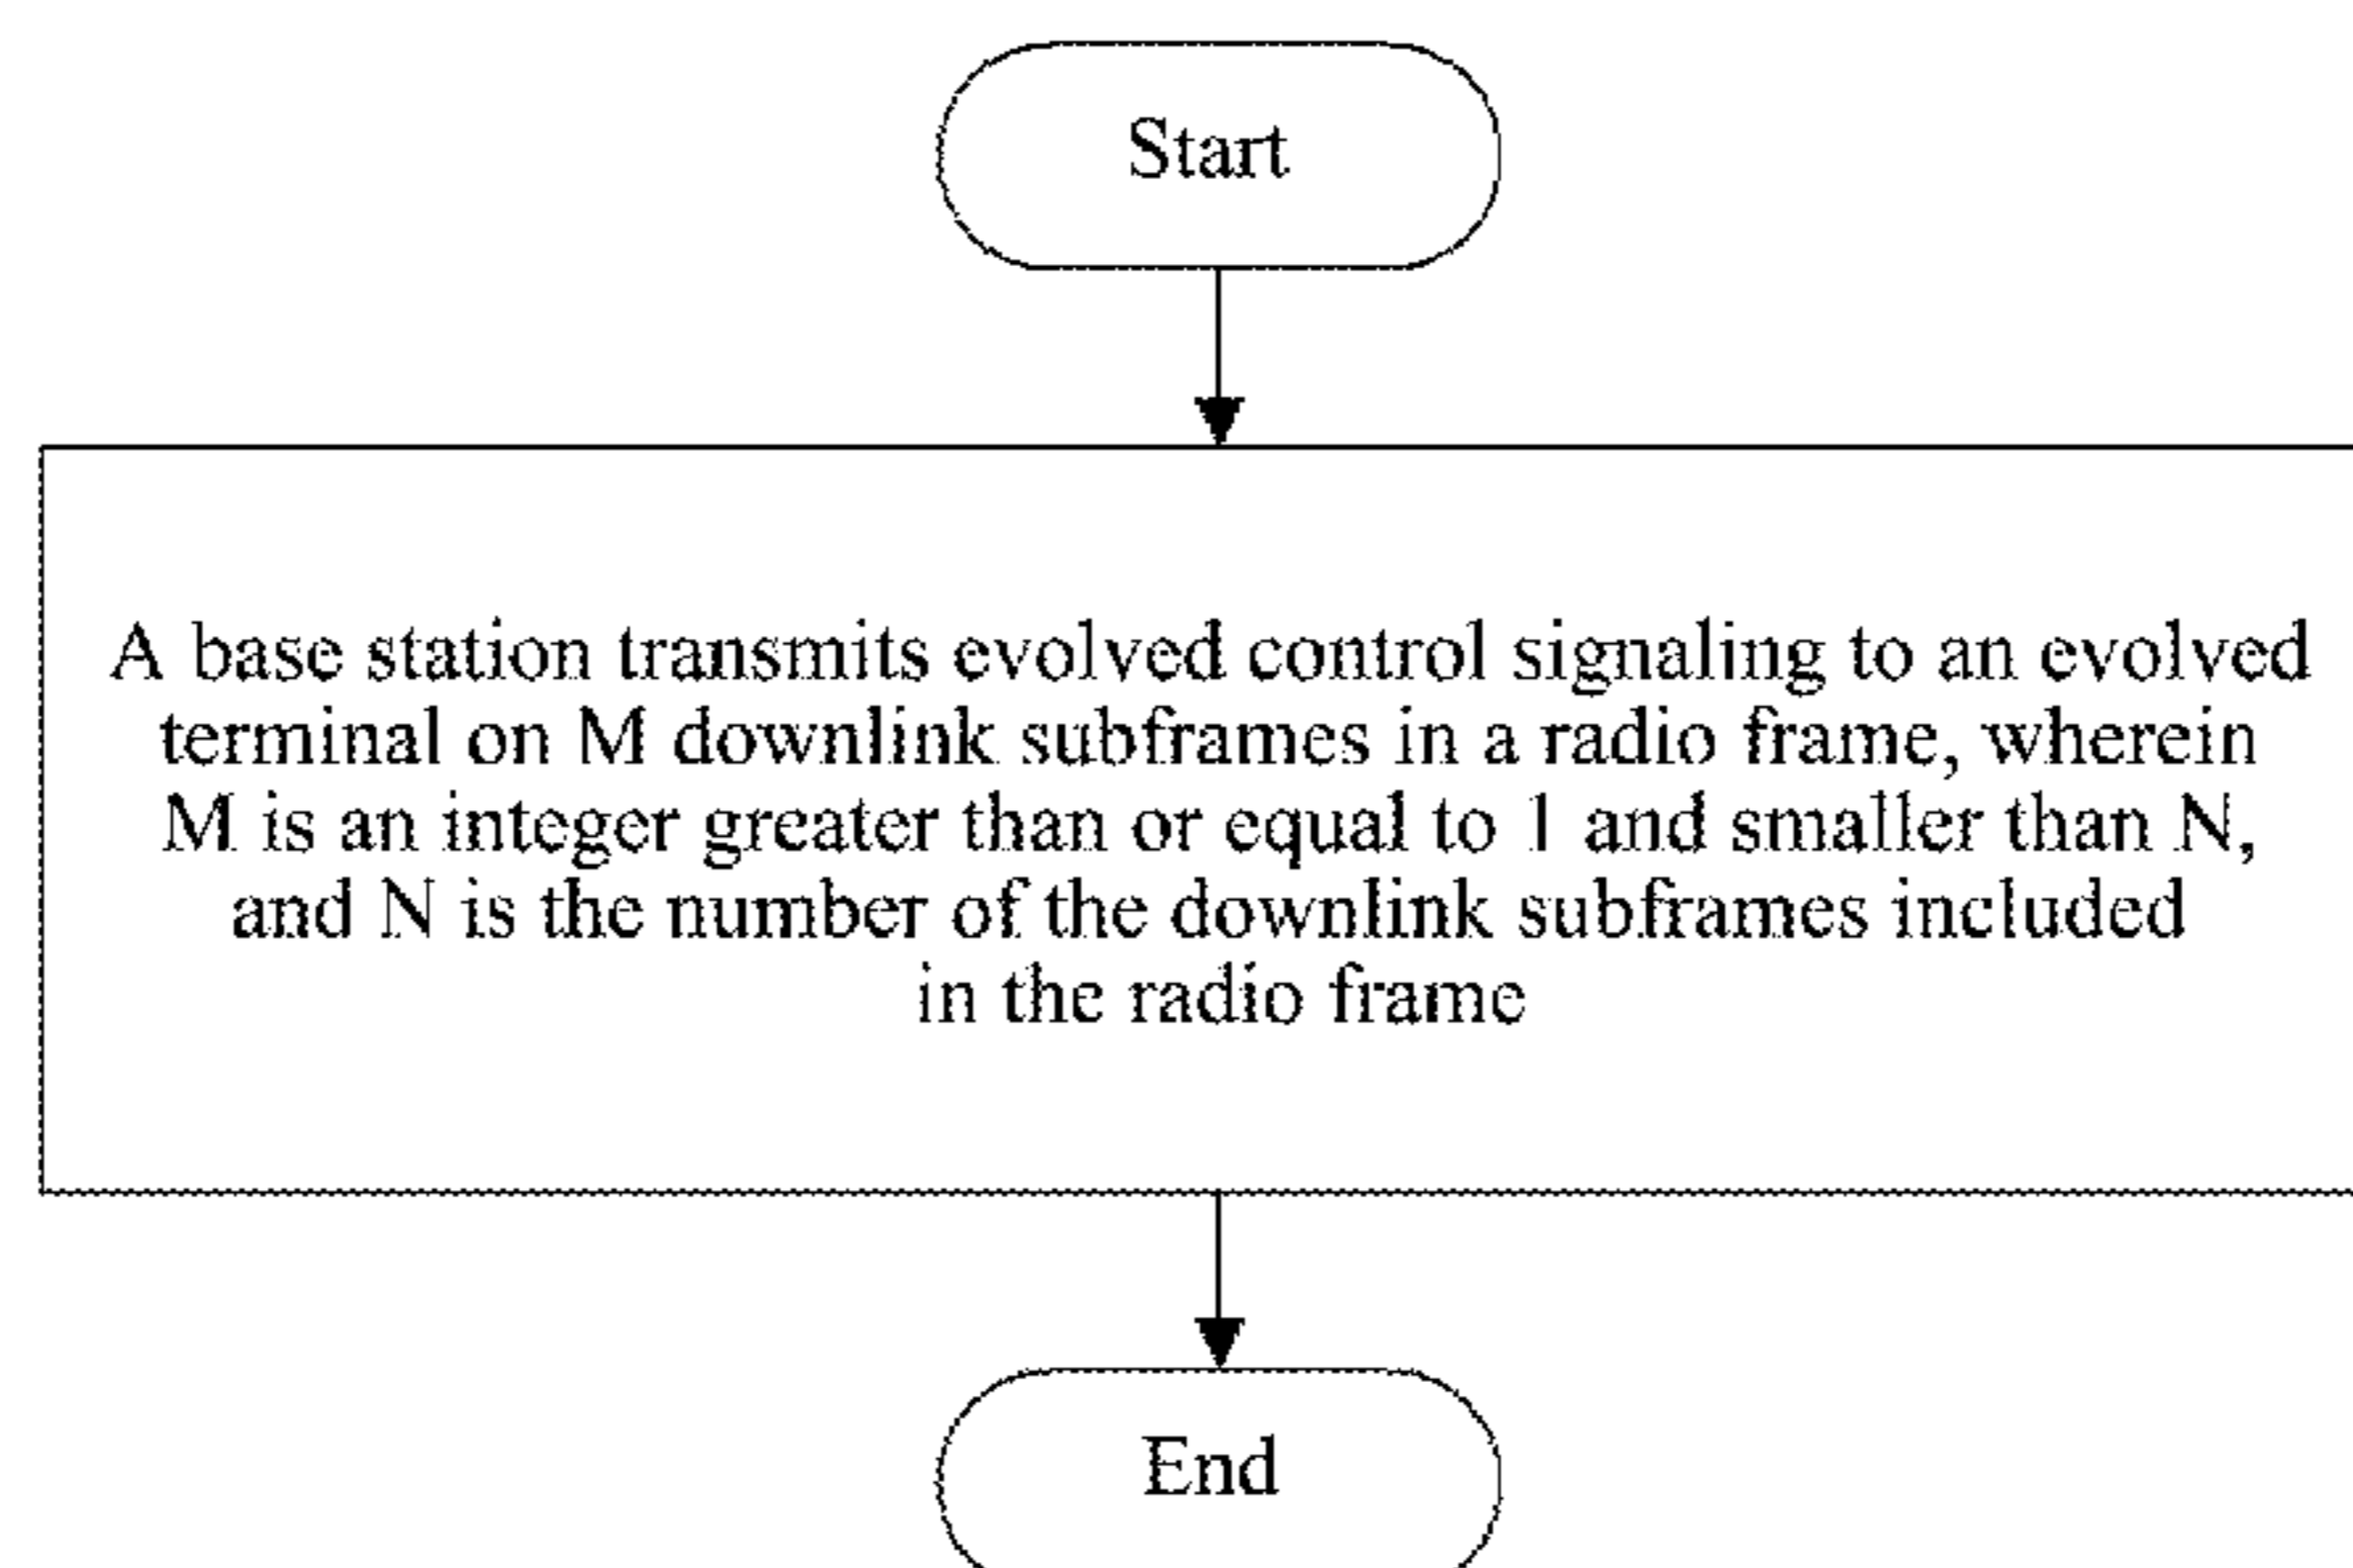 Start
A base station transmits evolved control signaling to an evolved
terminal on M downlink subframes in a radio frame, wherein
M is an integer greater than or equal to 1 and smaller than N,
and N is the number of the downlink subframes included
in the radio frame
End